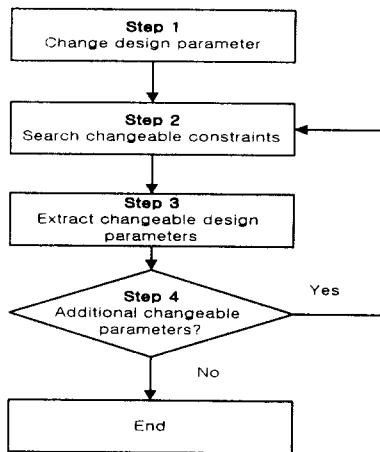 Step 1
Change design parameter
Step 2
Search changeable constraints
Step 3
Extract changeable design
parameters
Step 4
Additional changeable
parameters?
Yes
No
End